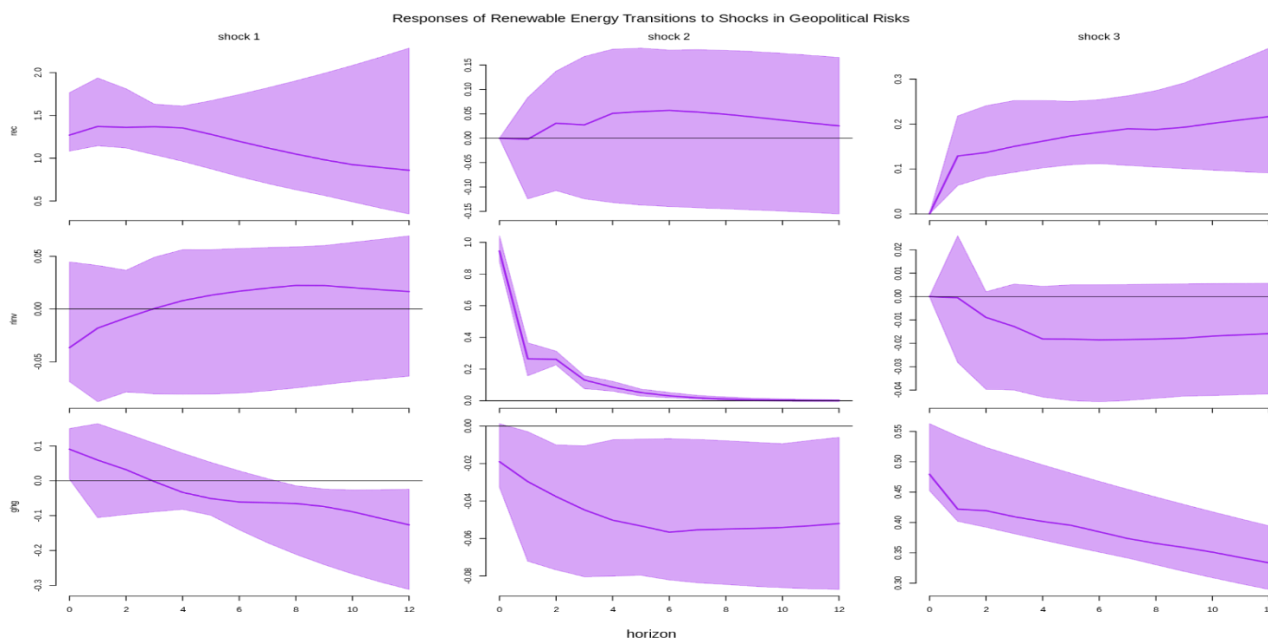 Responses of Renewable Energy Transitions to Shocks in Geopolitical Risks
shock 1 shock 2 shock 3
rec
0.5 1.0 1.5 2.0
-0.15 -0.10 -0.05 0.00 0.05 0.10 0.15
0.0 0.1 0.2 0.3
rinv
-0.05 0.00 0.05
0.0 0.2 0.4 0.6 0.8 1.0
-0.04 -0.03 -0.02 -0.01 0.00 0.01 0.02
ghg
-0.3 -0.2 -0.1 0.0 0.1
-0.08 -0.06 -0.04 -0.02 0.00
0.30 0.35 0.40 0.45 0.50 0.55
0 2 4 6 8 10 12 0 2 4 6 8 10 12 0 2 4 6 8 10 12
horizon